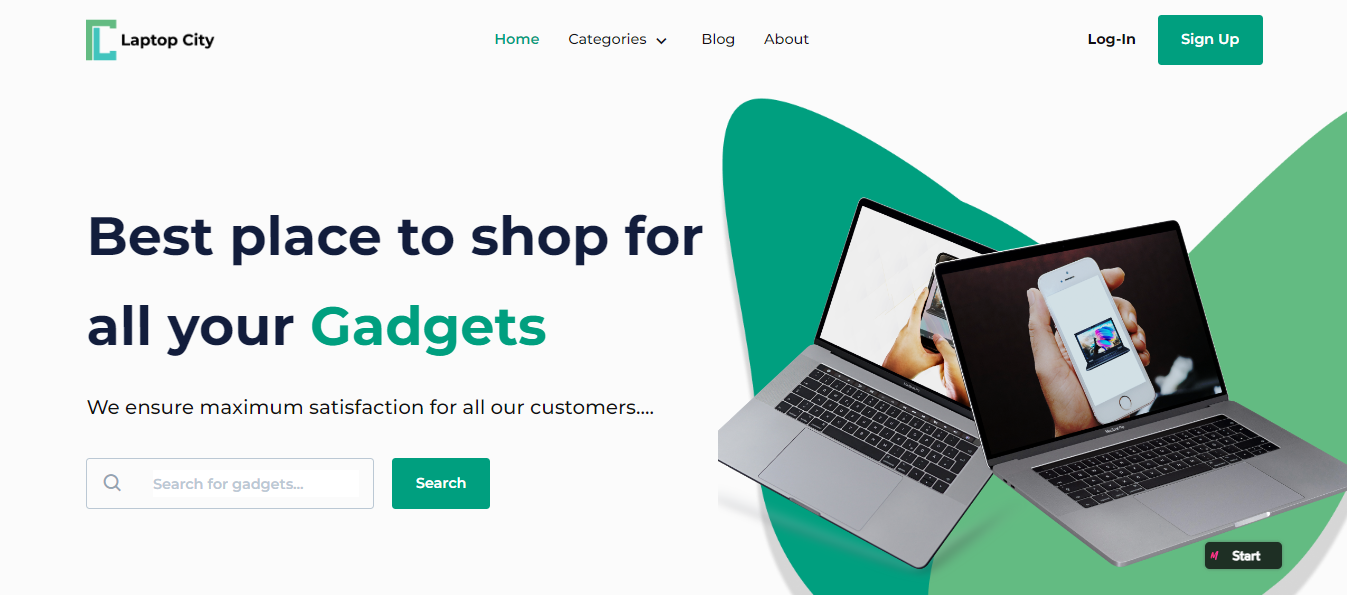 Laptop City
Home
Categories
Blog
About
Log-In
Sign Up
Best place to shop for
all your Gadgets
We ensure maximum satisfaction for all our customers....
Search for gadgets...
Search
Start